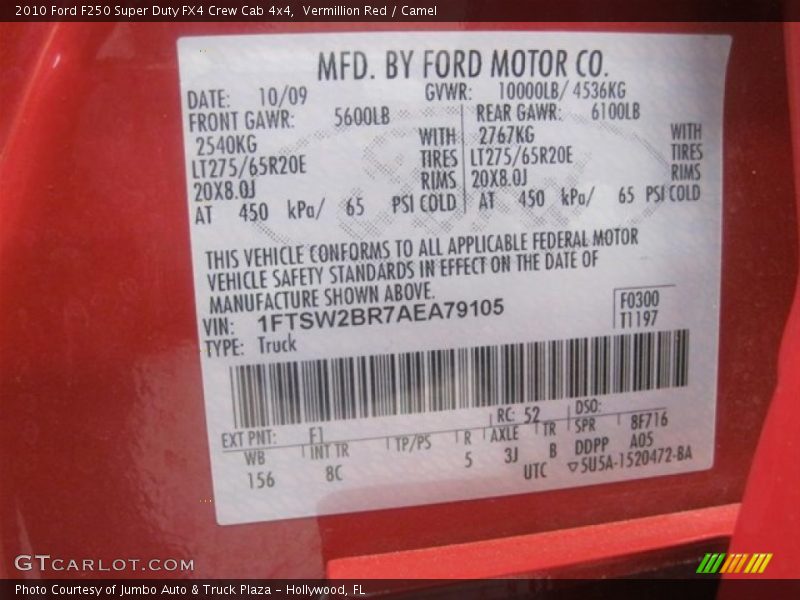 2010 Ford F250 Super Duty FX4 Crew Cab 4x4,  Vermillion Red / Camel
MFD. BY FORD MOTOR CO.
DATE: 10/09 GVWR: 10000LB/ 4536KG
FRONT GAWR: 5600LB REAR GAWR: 6100LB
2540KG WITH 2767KG WITH
LT275/65R20E TIRES LT275/65R20E TIRES
20X8.0J RIMS 20X8.0J RIMS
AT 450 kPa/ 65 PSI COLD AT 450 kPa/ 65 PSI COLD
THIS VEHICLE CONFORMS TO ALL APPLICABLE FEDERAL MOTOR
VEHICLE SAFETY STANDARDS IN EFFECT ON THE DATE OF
MANUFACTURE SHOWN ABOVE.
VIN: 1FTSW2BR7AEA79105 F0300
TYPE: Truck T1197
EXT PNT: F1 RC: 52 DSO:
WB INT TR TP/PS R AXLE TR SPR 8F716
156 8C 5 3J B DDPP A05
UTC ▽5U5A-1520472-BA
GTCARLOT.COM
Photo Courtesy of Jumbo Auto & Truck Plaza - Hollywood, FL